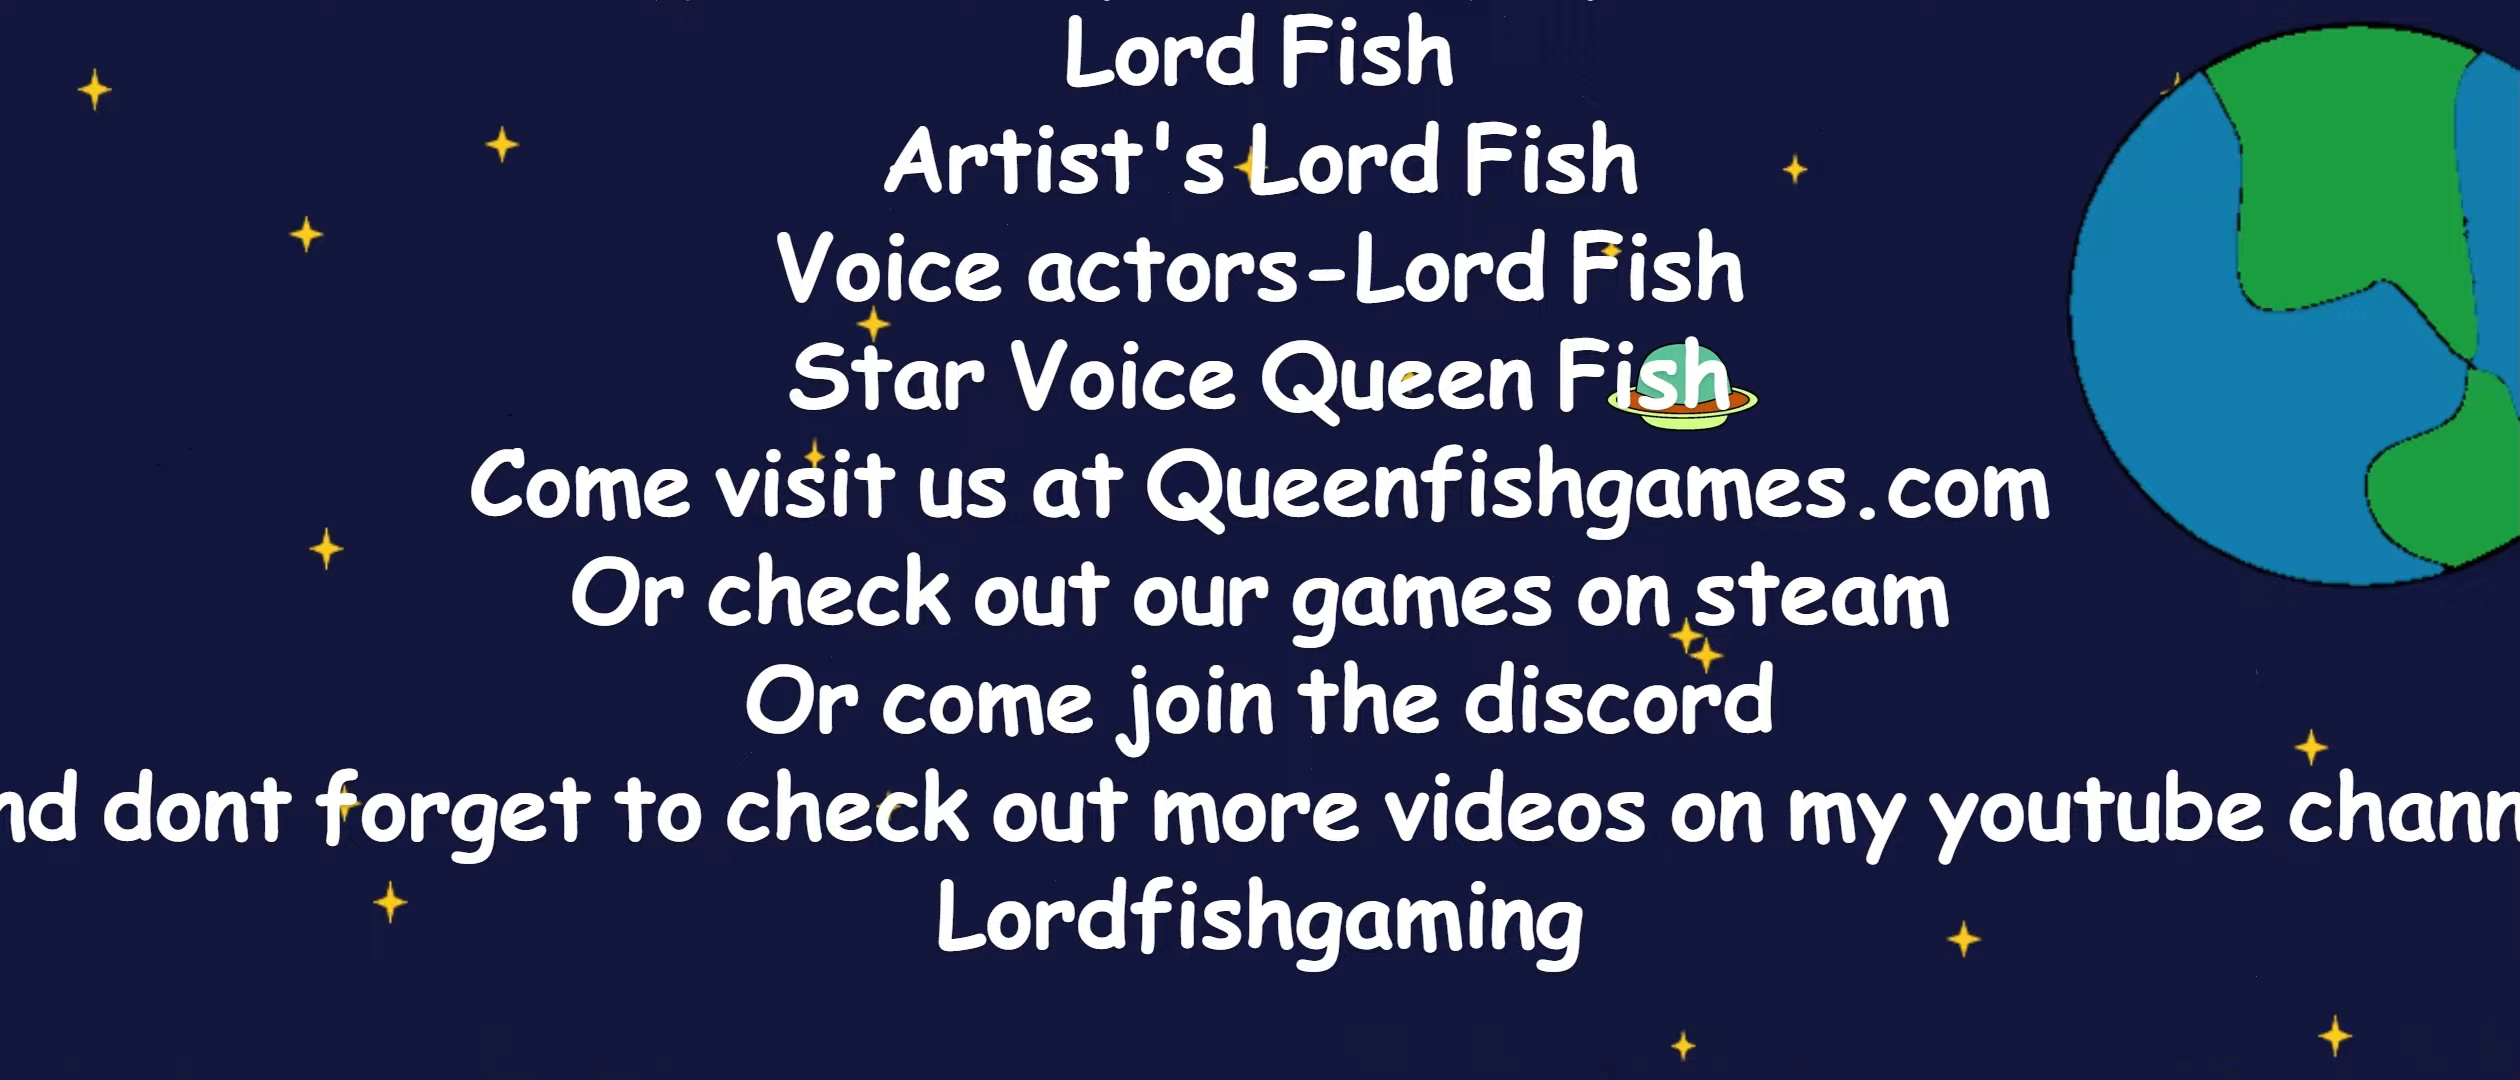 Lord Fish
Artist's Lord Fish
Voice actors-Lord Fish
Star Voice Queen Fish
Come visit us at Queenfishgames.com
Or check out our games on steam
Or come join the discord
nd dont forget to check out more videos on my youtube chann
Lordfishgaming